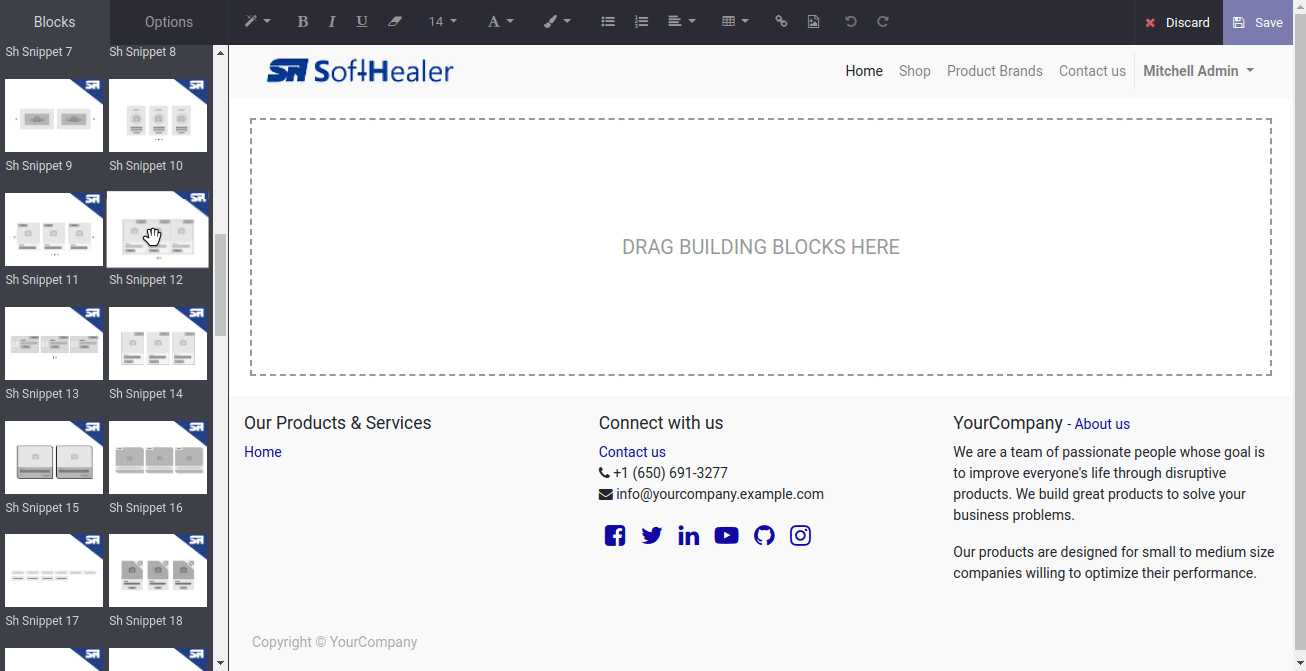 Blocks Options
14 A
Discard Save
Sh Snippet 7 Sh Snippet 8
Sh Snippet 9 Sh Snippet 10
Sh Snippet 11 Sh Snippet 12
Sh Snippet 13 Sh Snippet 14
Sh Snippet 15 Sh Snippet 16
Sh Snippet 17 Sh Snippet 18
SoftHealer
Home Shop Product Brands Contact us Mitchell Admin
DRAG BUILDING BLOCKS HERE
Our Products & Services
Home
Connect with us
Contact us
+1 (650) 691-3277
info@yourcompany.example.com
YourCompany - About us
We are a team of passionate people whose goal is
to improve everyone's life through disruptive
products. We build great products to solve your
business problems.
Our products are designed for small to medium size
companies willing to optimize their performance.
Copyright © YourCompany